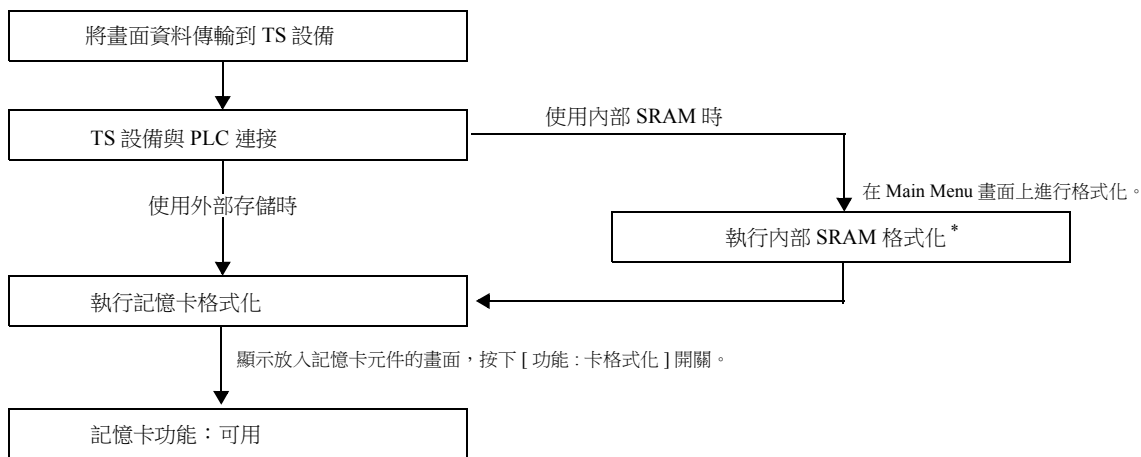 將畫面資料傳輸到 TS 設備
TS 設備與 PLC 連接
使用內部 SRAM 時
使用外部存儲時
在 Main Menu 畫面上進行格式化。
執行內部 SRAM 格式化 *
執行記憶卡格式化
顯示放入記憶卡元件的畫面，按下 [ 功能 : 卡格式化 ] 開關。
記憶卡功能：可用